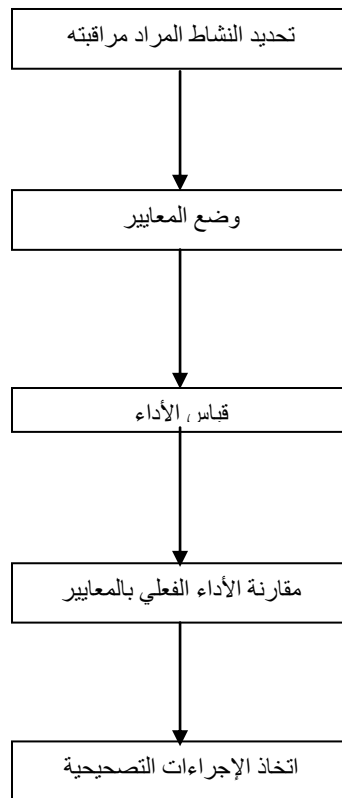 تحديد النشاط المراد مراقبته
وضع المعايير
قياس الأداء
مقارنة الأداء الفعلي بالمعايير
اتخاذ الإجراءات التصحيحية